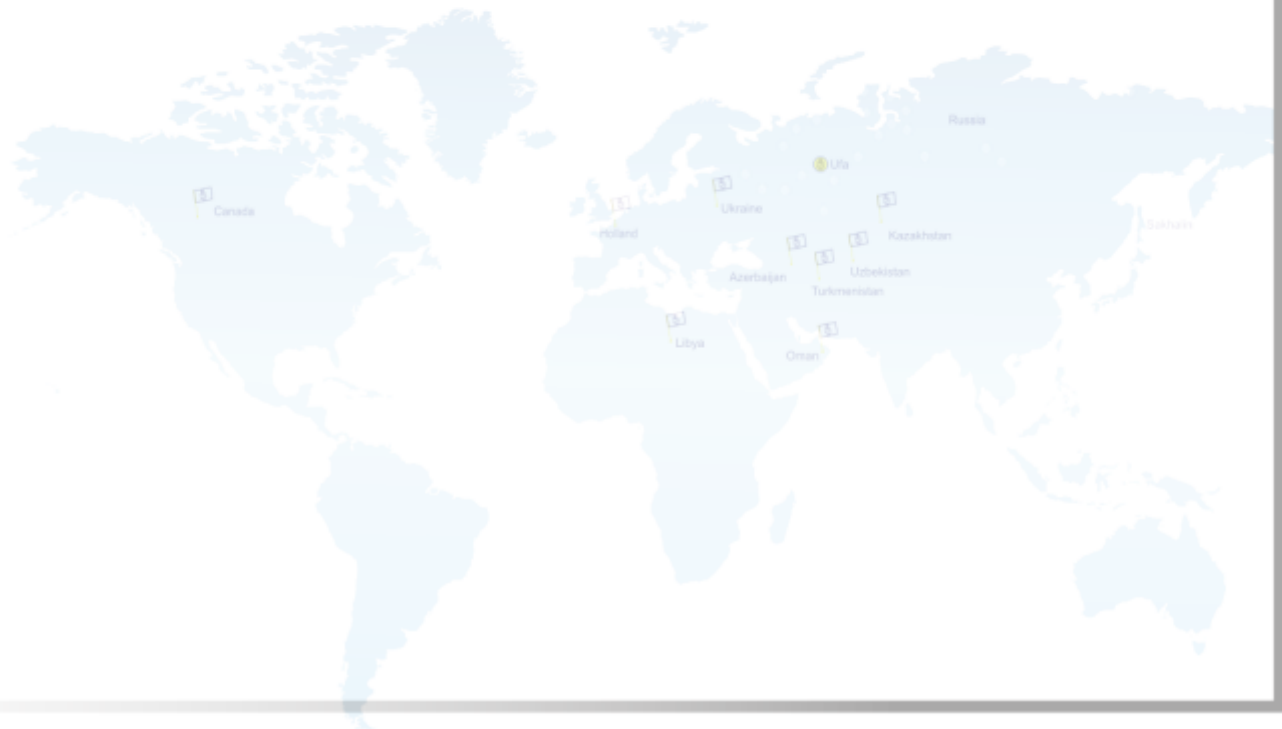 Russia
Ufa
Canada
Ukraine
Sakhalin
Holland
Kazakhstan
Azerbaijan
Uzbekistan
Turkmenistan
Libya
Oman